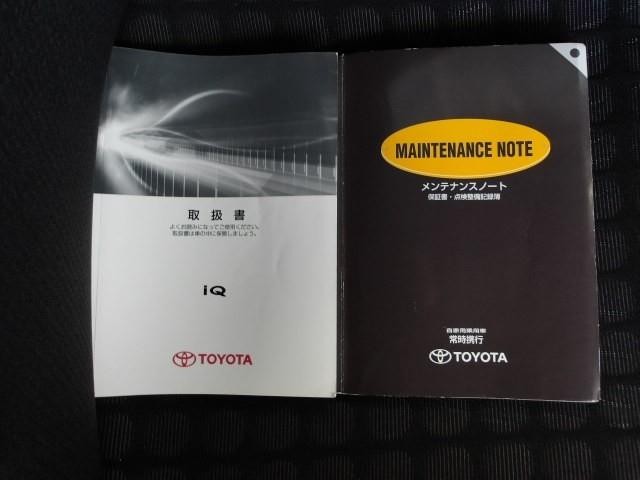 取扱書
よくお読みになってご使用ください。
取扱書は車の中に保管しましょう。
iQ
TOYOTA
MAINTENANCE NOTE
メンテナンスノート
保証書・点検整備記録簿
自家用乗用車
常時携行
TOYOTA